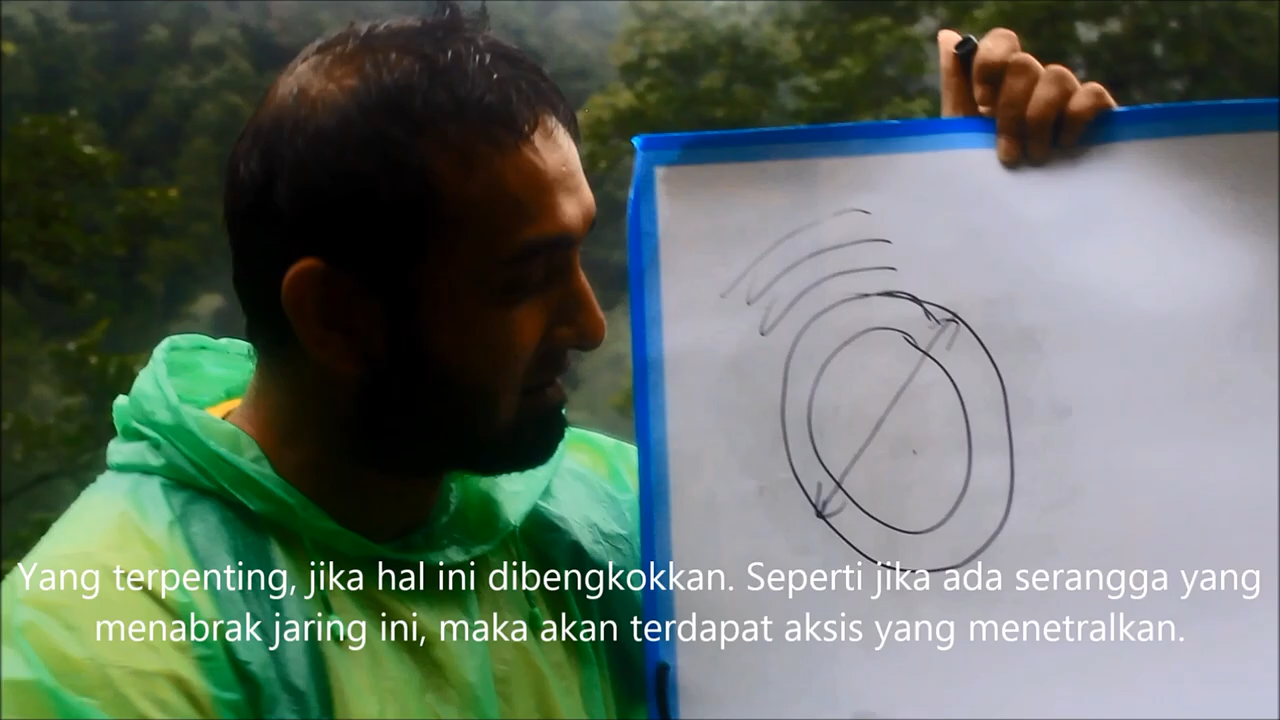 Yang terpenting, jika hal ini dibengkokkan. Seperti jika ada serangga yang
menabrak jaring ini, maka akan terdapat aksis yang menetralkan.